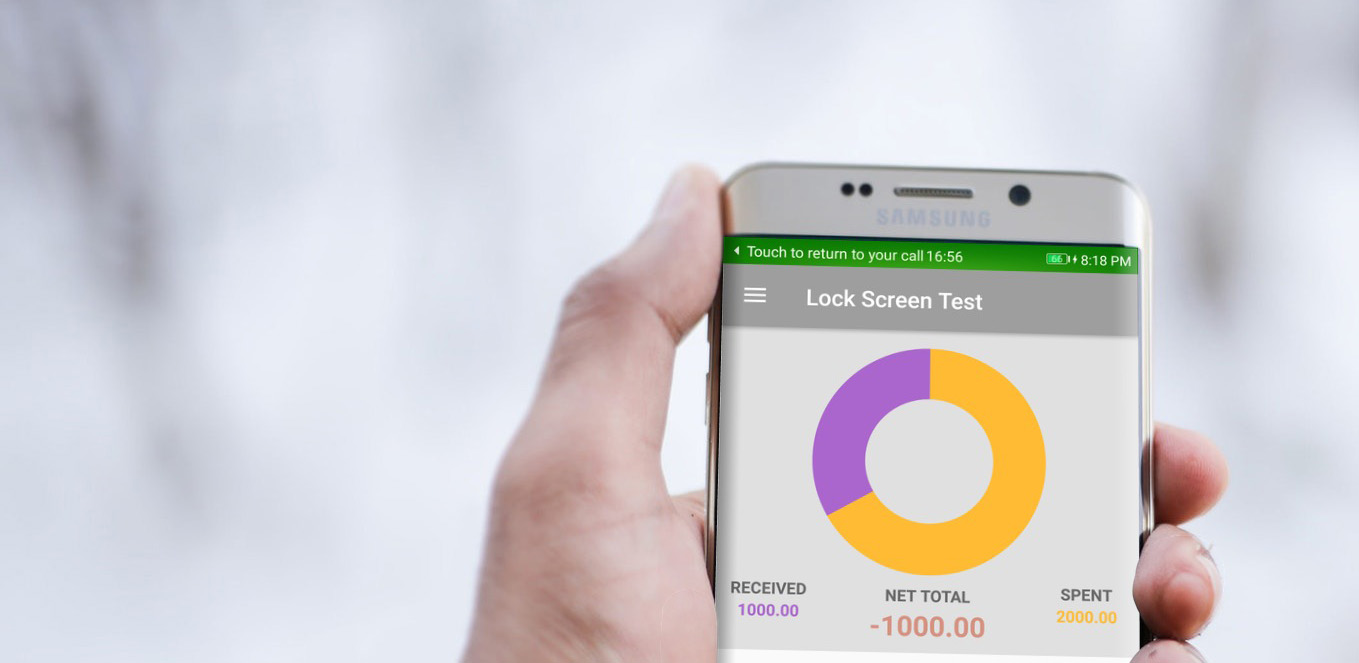 SAMSUNG
Touch to return to your call 16:56 66 8:18 PM
Lock Screen Test
RECEIVED NET TOTAL SPENT
1000.00 -1000.00 2000.00